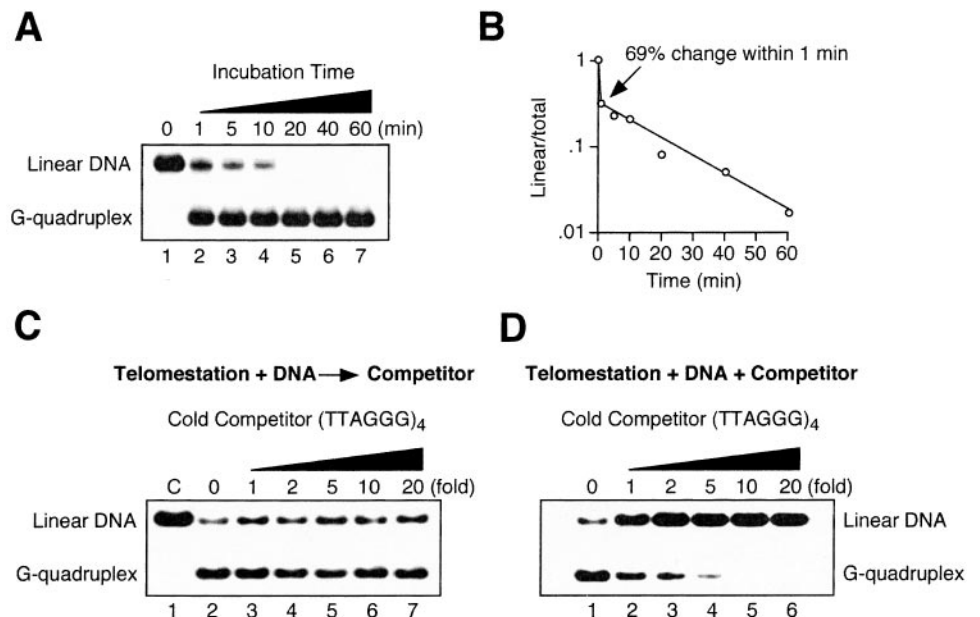 A
Incubation Time
0 1 5 10 20 40 60 (min)
Linear DNA
G-quadruplex
1 2 3 4 5 6 7
B
69% change within 1 min
1
.1
.01
Linear/total
0 10 20 30 40 50 60
Time (min)
C
Telomestation + DNA → Competitor
Cold Competitor (TTAGGG)4
C 0 1 2 5 10 20 (fold)
Linear DNA
G-quadruplex
1 2 3 4 5 6 7
D
Telomestation + DNA + Competitor
Cold Competitor (TTAGGG)4
0 1 2 5 10 20 (fold)
Linear DNA
G-quadruplex
1 2 3 4 5 6